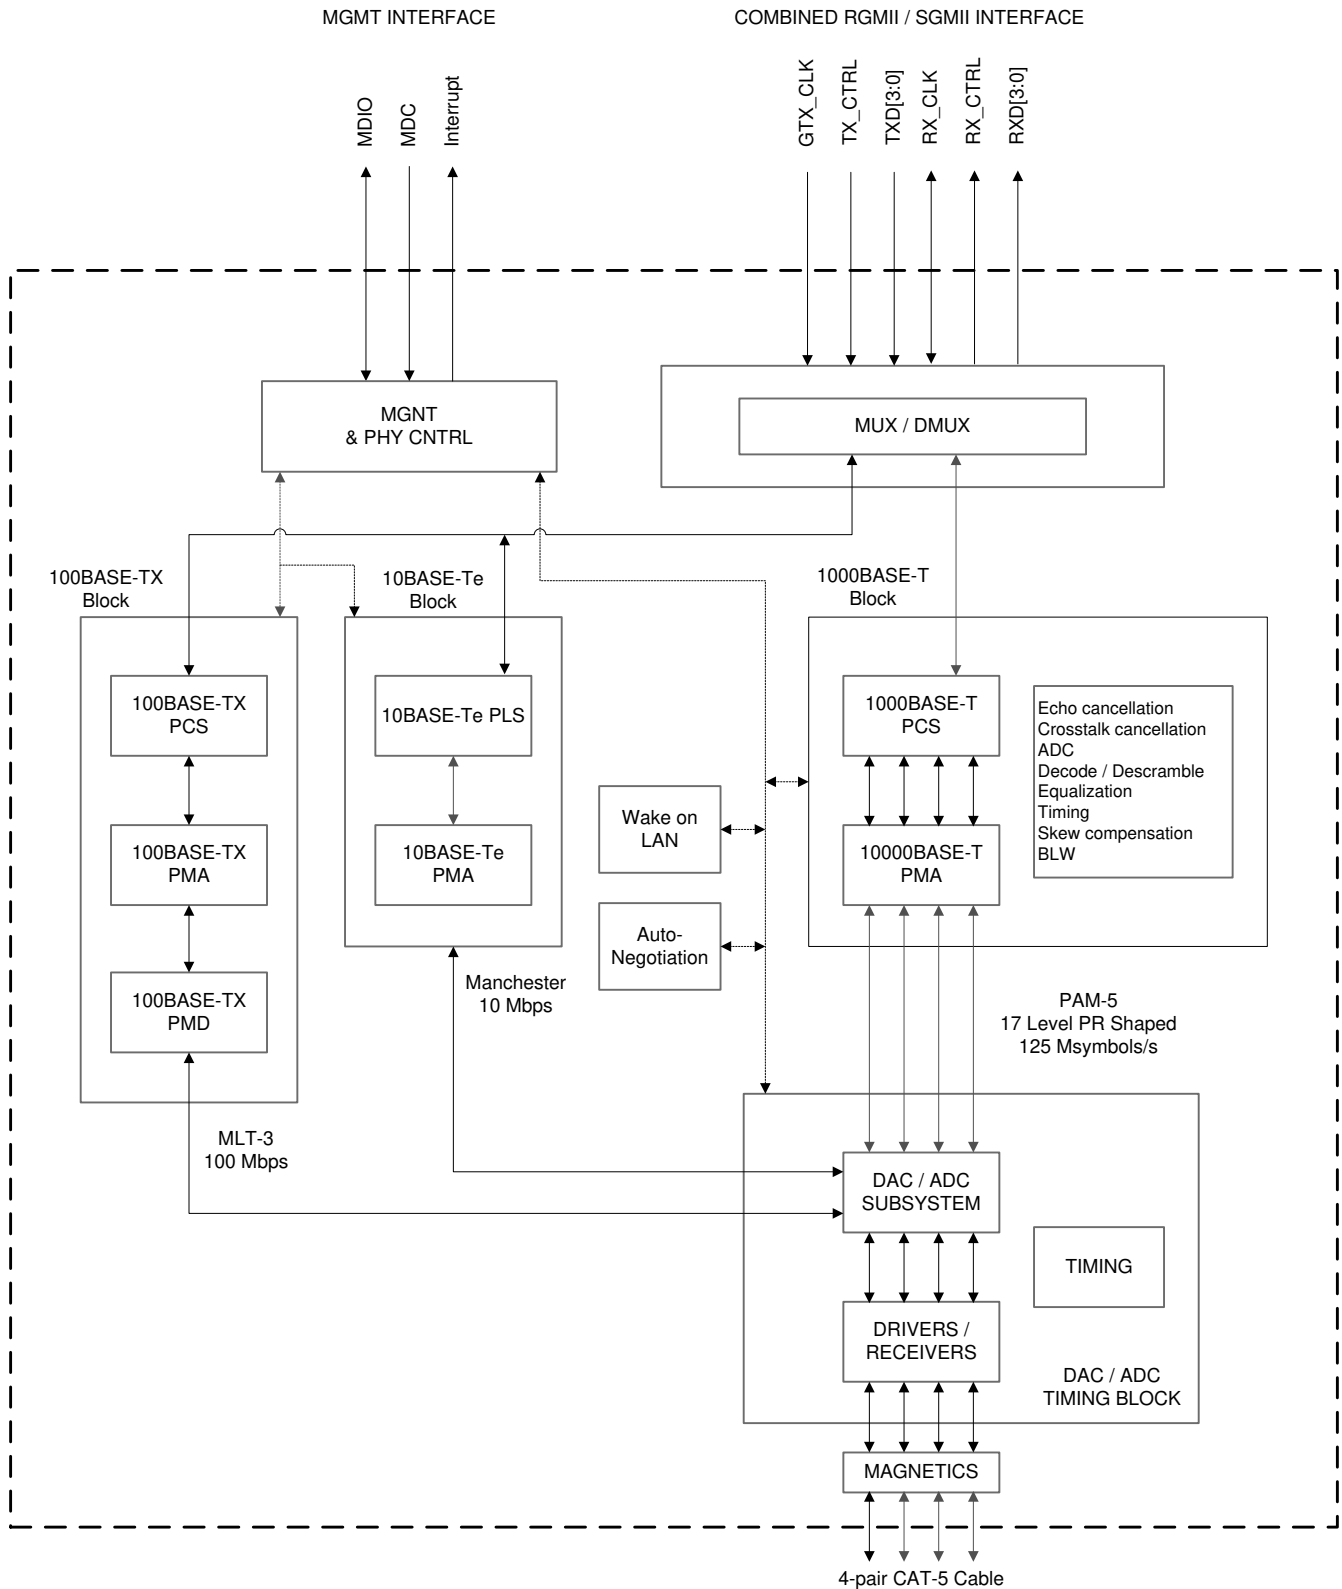 MGMT INTERFACE
COMBINED RGMII / SGMII INTERFACE
MDIO
MDC
Interrupt
GTX_CLK
TX_CTRL
TXD[3:0]
RX_CLK
RX_CTRL
RXD[3:0]
MGNT
& PHY CNTRL
MUX / DMUX
100BASE-TX
Block
10BASE-Te
Block
1000BASE-T
Block
100BASE-TX
PCS
10BASE-Te PLS
1000BASE-T
PCS
Echo cancellation
Crosstalk cancellation
ADC
Decode / Descramble
Equalization
Timing
Skew compensation
BLW
Wake on
LAN
100BASE-TX
PMA
10BASE-Te
PMA
10000BASE-T
PMA
Auto-
Negotiation
100BASE-TX
PMD
Manchester
10 Mbps
PAM-5
17 Level PR Shaped
125 Msymbols/s
MLT-3
100 Mbps
DAC / ADC
SUBSYSTEM
TIMING
DRIVERS /
RECEIVERS
DAC / ADC
TIMING BLOCK
MAGNETICS
4-pair CAT-5 Cable